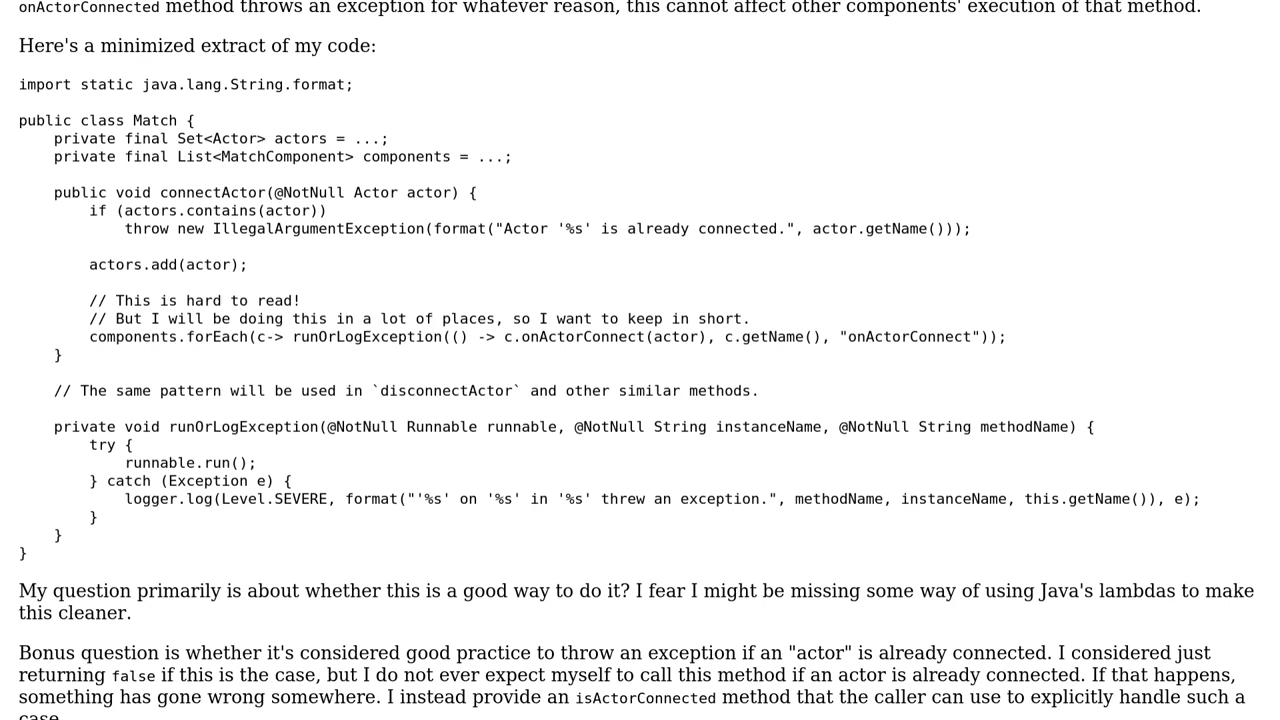 onActorConnected method throws an exception for whatever reason, this cannot affect other components' execution of that method.
Here's a minimized extract of my code:
import static java.lang.String.format;
public class Match {
    private final Set<Actor> actors = ...;
    private final List<MatchComponent> components = ...;
    public void connectActor(@NotNull Actor actor) {
        if (actors.contains(actor))
            throw new IllegalArgumentException(format("Actor '%s' is already connected.", actor.getName()));
        actors.add(actor);
        // This is hard to read!
        // But I will be doing this in a lot of places, so I want to keep in short.
        components.forEach(c-> runOrLogException(() -> c.onActorConnect(actor), c.getName(), "onActorConnect"));
    }
    // The same pattern will be used in `disconnectActor` and other similar methods.
    private void runOrLogException(@NotNull Runnable runnable, @NotNull String instanceName, @NotNull String methodName) {
        try {
            runnable.run();
        } catch (Exception e) {
            logger.log(Level.SEVERE, format("'%s' on '%s' in '%s' threw an exception.", methodName, instanceName, this.getName()), e);
        }
    }
}
My question primarily is about whether this is a good way to do it? I fear I might be missing some way of using Java's lambdas to make
this cleaner.
Bonus question is whether it's considered good practice to throw an exception if an "actor" is already connected. I considered just
returning false if this is the case, but I do not ever expect myself to call this method if an actor is already connected. If that happens,
something has gone wrong somewhere. I instead provide an isActorConnected method that the caller can use to explicitly handle such a
case.